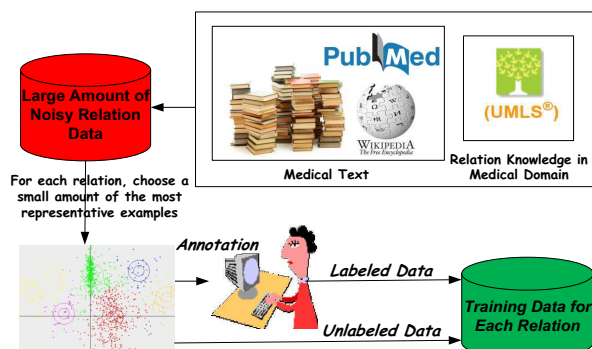 PubMed
Large Amount of
Noisy Relation
Data
(UMLS®)
WIKIPEDIA
The Free Encyclopedia
Medical Text
Relation Knowledge in
Medical Domain
For each relation, choose a
small amount of the most
representative examples
Annotation
Labeled Data
Training Data for
Each Relation
Unlabeled Data